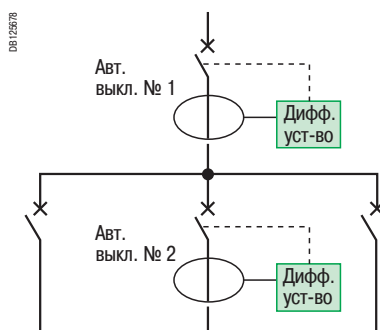 DB125678
Авт.
выкл. № 1
Дифф.
уст-во
Авт.
выкл. № 2
Дифф.
уст-во